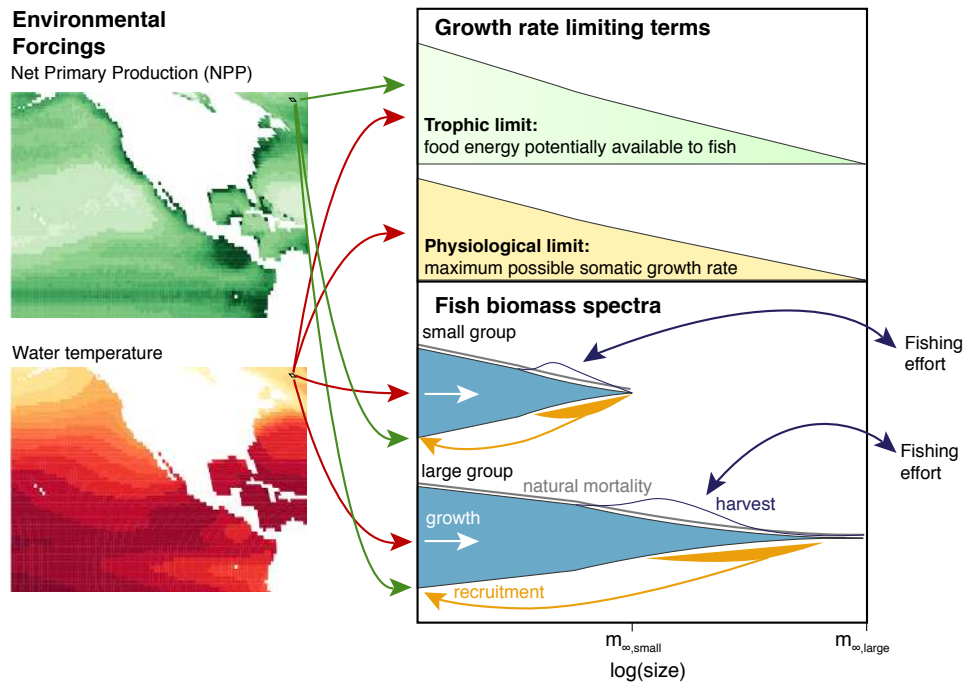 Environmental
Forcings
Net Primary Production (NPP)
Water temperature
Growth rate limiting terms
Trophic limit:
food energy potentially available to fish
Physiological limit:
maximum possible somatic growth rate
Fish biomass spectra
small group
Fishing
effort
large group
natural mortality
harvest
Fishing
effort
growth
recruitment
m∞,small
m∞,large
log(size)